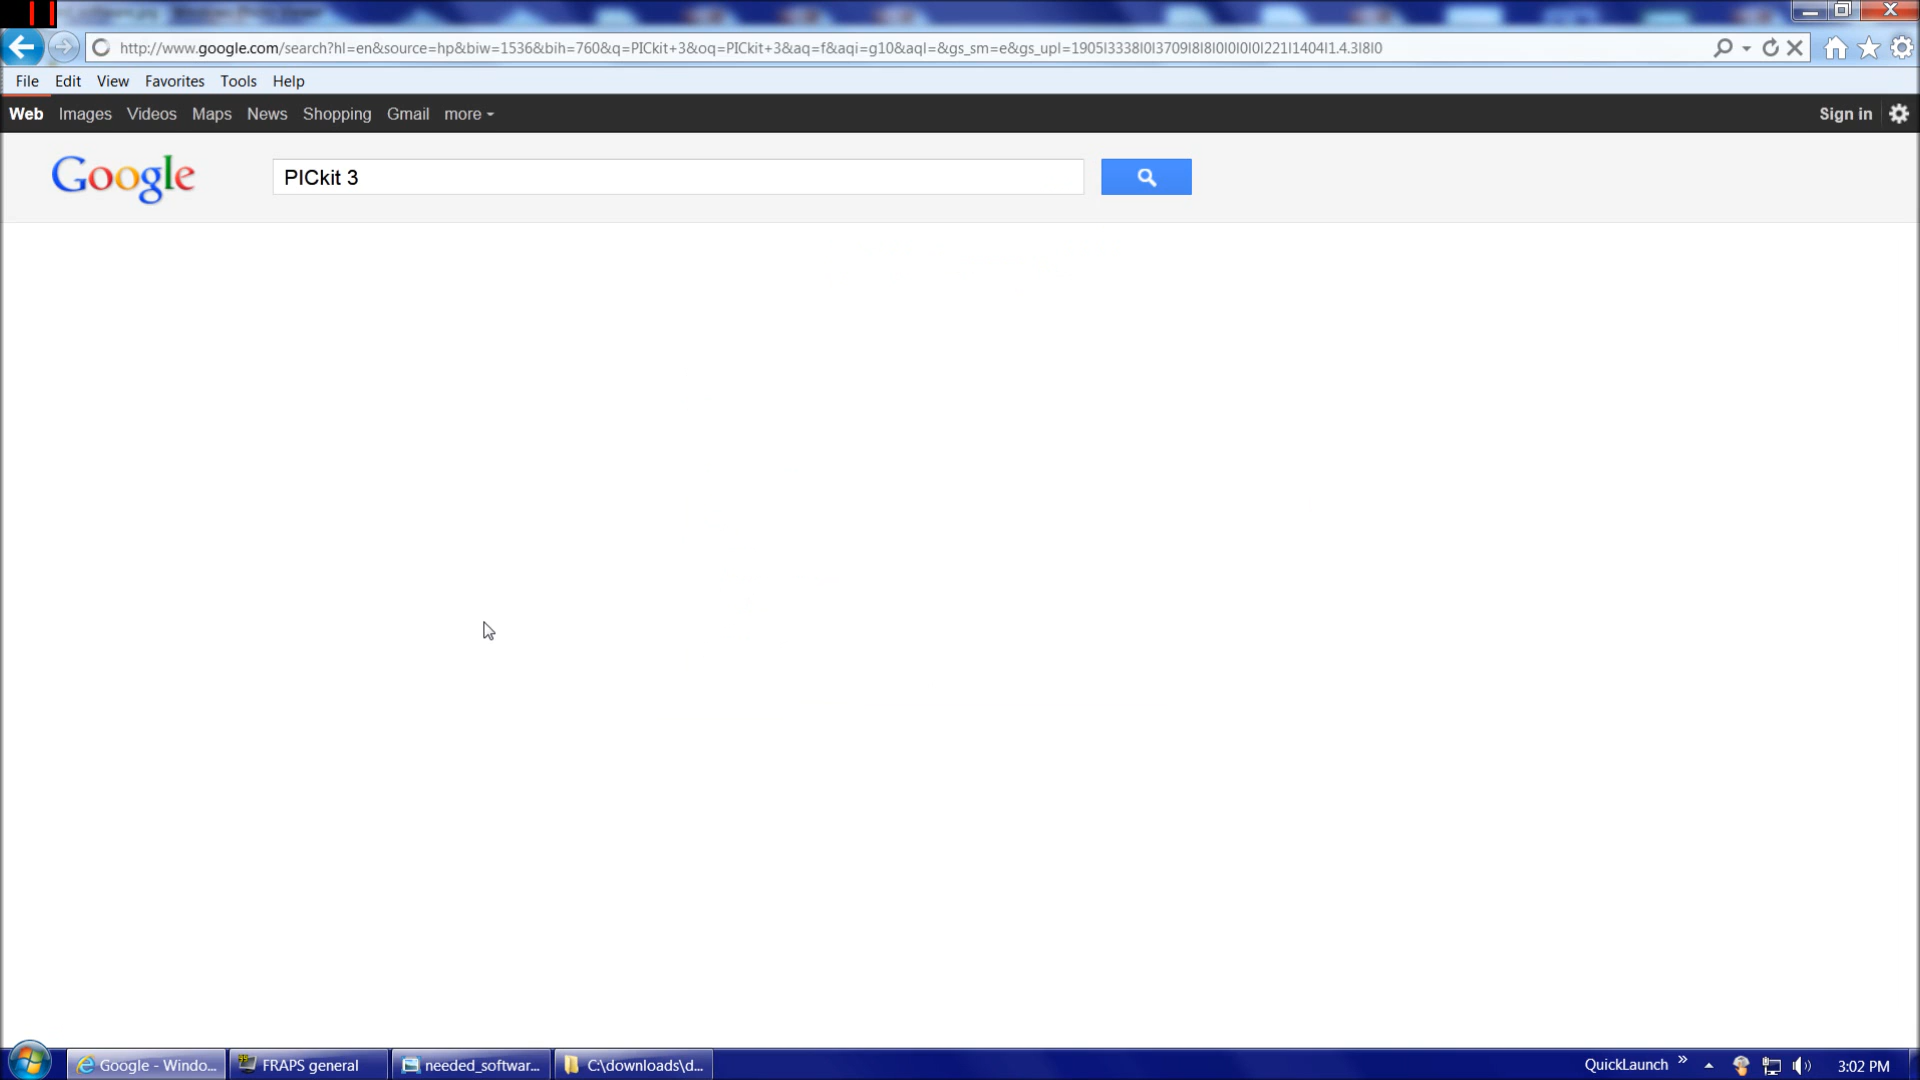 http://www.google.com/search?hl=en&source=hp&biw=1536&bih=760&q=PICkit+3&oq=PICkit+3&aq=f&aqi=g10&aql=&gs_sm=e&gs_upl=1905l3338l0l3709l8l8l0l0l0l0l221l1404l1.4.3l8l0
File Edit View Favorites Tools Help
Web Images Videos Maps News Shopping Gmail more Sign in
Google PICkit 3
Google - Windo... FRAPS general needed_softwar... C:\downloads\d... QuickLaunch » 3:02 PM